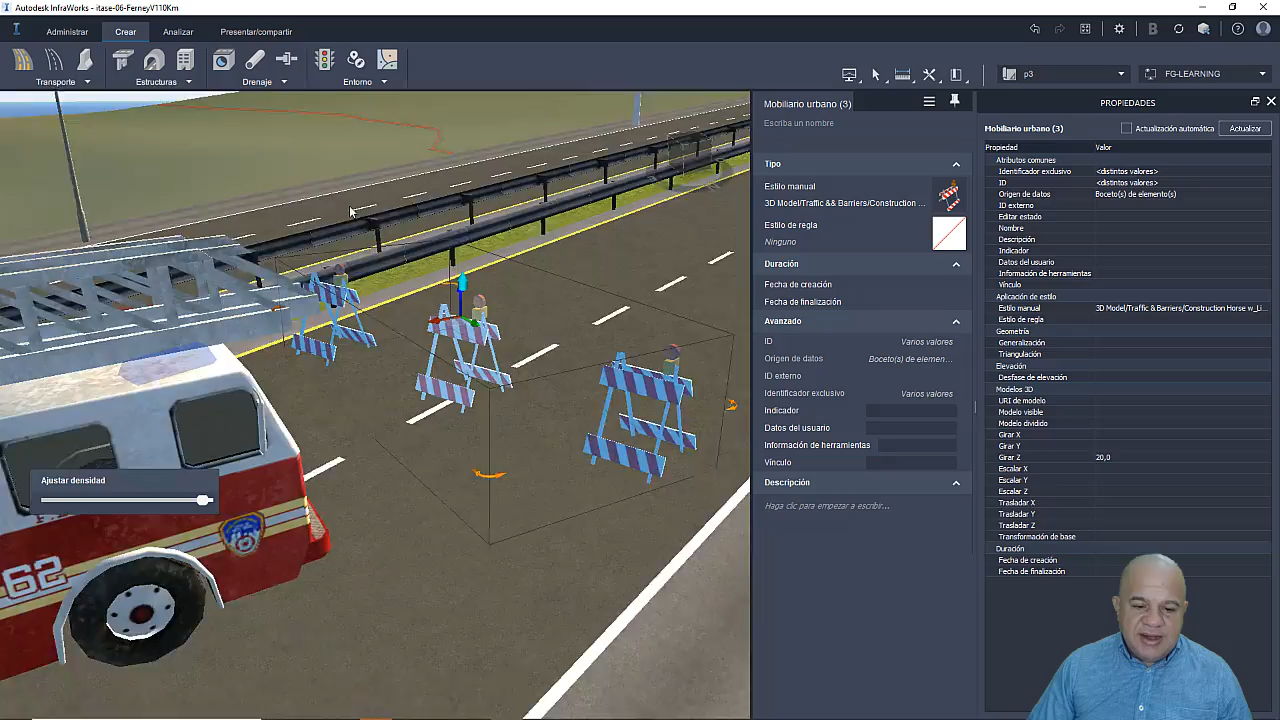 Autodesk InfraWorks - itase-06-FerneyV110Km
Administrar
Crear
Analizar
Presentar/compartir
Transporte
Estructuras
Drenaje
Entorno
p3
FG-LEARNING
Mobiliario urbano (3)
Escriba un nombre
Tipo
Estilo manual
3D Model/Traffic && Barriers/Construction ...
Estilo de regla
Ninguno
Duración
Fecha de creación
Fecha de finalización
Avanzado
ID Varios valores
Origen de datos Boceto(s) de elemen...
ID externo
Identificador exclusivo Varios valores
Indicador
Datos del usuario
Información de herramientas
Vínculo
Descripción
Haga clic para empezar a escribir...
PROPIEDADES
Mobiliario urbano (3) Actualización automática Actualizar
Propiedad Valor
Atributos comunes
Identificador exclusivo <distintos valores>
ID <distintos valores>
Origen de datos Boceto(s) de elemento(s)
ID externo
Editar estado
Nombre
Descripción
Indicador
Datos del usuario
Información de herramientas
Vínculo
Aplicación de estilo
Estilo manual 3D Model/Traffic & Barriers/Construction Horse w_Li...
Estilo de regla
Geometría
Generalización
Triangulación
Elevación
Desfase de elevación
Modelos 3D
URI de modelo
Modelo visible
Modelo dividido
Girar X
Girar Y
Girar Z 20,0
Escalar X
Escalar Y
Escalar Z
Trasladar X
Trasladar Y
Trasladar Z
Transformación de base
Duración
Fecha de creación
Fecha de finalización
Ajustar densidad
62